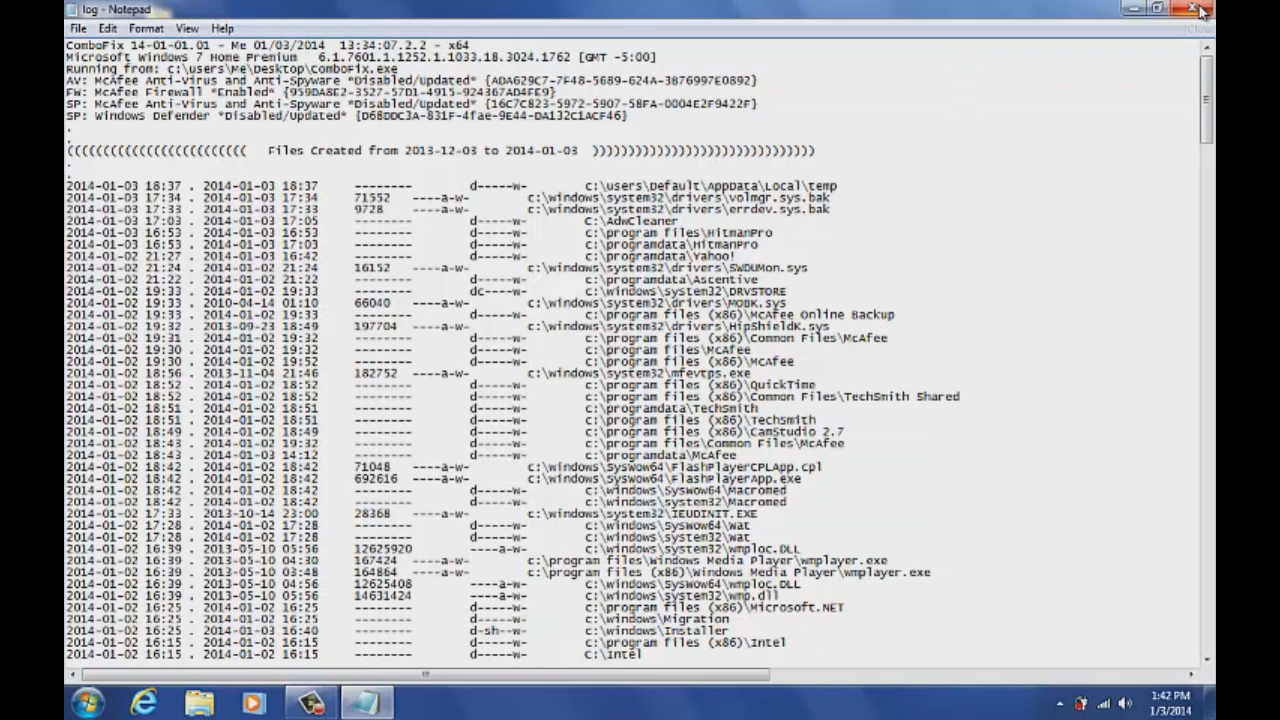 log - Notepad
File Edit Format View Help
ComboFix 14-01-01.01 - Me 01/03/2014 13:34:07.2.2 - x64
Microsoft Windows 7 Home Premium 6.1.7601.1.1252.1.1033.18.3024.1762 [GMT -5:00]
Running from: c:\users\Me\Desktop\ComboFix.exe
AV: McAfee Anti-Virus and Anti-Spyware *Disabled/Updated* {ADA629C7-7F48-5689-624A-3B76997E0892}
FW: McAfee Firewall *Enabled* {959DA8E2-3527-57D1-4915-924367AD4FE9}
SP: McAfee Anti-Virus and Anti-Spyware *Disabled/Updated* {16C7C823-5972-5907-58FA-0004E2F9422F}
SP: Windows Defender *Disabled/Updated* {D68DDC3A-831F-4fae-9E44-DA132C1ACF46}
.
.
((((((((((((((((((((((((( Files Created from 2013-12-03 to 2014-01-03 )))))))))))))))))))))))))))))))
.
.
2014-01-03 18:37 . 2014-01-03 18:37 -------- d-----w- c:\users\Default\AppData\Local\temp
2014-01-03 17:34 . 2014-01-03 17:34 71552 ----a-w- c:\windows\system32\drivers\volmgr.sys.bak
2014-01-03 17:33 . 2014-01-03 17:33 9728 ----a-w- c:\windows\system32\drivers\errdev.sys.bak
2014-01-03 17:03 . 2014-01-03 17:05 -------- d-----w- C:\AdwCleaner
2014-01-03 16:53 . 2014-01-03 16:53 -------- d-----w- c:\program files\HitmanPro
2014-01-03 16:53 . 2014-01-03 17:03 -------- d-----w- c:\programdata\HitmanPro
2014-01-02 21:27 . 2014-01-03 16:42 -------- d-----w- c:\programdata\Yahoo!
2014-01-02 21:24 . 2014-01-02 21:24 16152 ----a-w- c:\windows\system32\drivers\SWDUMon.sys
2014-01-02 21:22 . 2014-01-02 21:22 -------- d-----w- c:\programdata\Ascentive
2014-01-02 19:33 . 2014-01-02 19:33 -------- dc----w- c:\windows\system32\DRVSTORE
2014-01-02 19:33 . 2010-04-14 01:10 66040 ----a-w- c:\windows\system32\drivers\MOBK.sys
2014-01-02 19:33 . 2014-01-02 19:33 -------- d-----w- c:\program files (x86)\McAfee Online Backup
2014-01-02 19:32 . 2013-09-23 18:49 197704 ----a-w- c:\windows\system32\drivers\HipShieldK.sys
2014-01-02 19:31 . 2014-01-02 19:32 -------- d-----w- c:\program files (x86)\Common Files\McAfee
2014-01-02 19:30 . 2014-01-02 19:32 -------- d-----w- c:\program files\McAfee
2014-01-02 19:30 . 2014-01-02 19:52 -------- d-----w- c:\program files (x86)\McAfee
2014-01-02 18:56 . 2013-11-04 21:46 182752 ----a-w- c:\windows\system32\mfevtps.exe
2014-01-02 18:52 . 2014-01-02 18:52 -------- d-----w- c:\program files (x86)\QuickTime
2014-01-02 18:52 . 2014-01-02 18:52 -------- d-----w- c:\program files (x86)\Common Files\TechSmith Shared
2014-01-02 18:51 . 2014-01-02 18:51 -------- d-----w- c:\programdata\TechSmith
2014-01-02 18:51 . 2014-01-02 18:51 -------- d-----w- c:\program files (x86)\TechSmith
2014-01-02 18:49 . 2014-01-02 18:49 -------- d-----w- c:\program files (x86)\CamStudio 2.7
2014-01-02 18:43 . 2014-01-02 19:32 -------- d-----w- c:\program files\Common Files\McAfee
2014-01-02 18:43 . 2014-01-03 14:12 -------- d-----w- c:\programdata\McAfee
2014-01-02 18:42 . 2014-01-02 18:42 71048 ----a-w- c:\windows\SysWow64\FlashPlayerCPLApp.cpl
2014-01-02 18:42 . 2014-01-02 18:42 692616 ----a-w- c:\windows\SysWow64\FlashPlayerApp.exe
2014-01-02 18:42 . 2014-01-02 18:42 -------- d-----w- c:\windows\SysWow64\Macromed
2014-01-02 18:42 . 2014-01-02 18:42 -------- d-----w- c:\windows\system32\Macromed
2014-01-02 17:33 . 2013-10-14 23:00 28368 ----a-w- c:\windows\system32\IEUDINIT.EXE
2014-01-02 17:28 . 2014-01-02 17:28 -------- d-----w- c:\windows\SysWow64\Wat
2014-01-02 17:28 . 2014-01-02 17:28 -------- d-----w- c:\windows\system32\Wat
2014-01-02 16:39 . 2013-05-10 05:56 12625920 ----a-w- c:\windows\system32\wmploc.DLL
2014-01-02 16:39 . 2013-05-10 04:30 167424 ----a-w- c:\program files\Windows Media Player\wmplayer.exe
2014-01-02 16:39 . 2013-05-10 03:48 164864 ----a-w- c:\program files (x86)\Windows Media Player\wmplayer.exe
2014-01-02 16:39 . 2013-05-10 04:56 12625408 ----a-w- c:\windows\SysWow64\wmploc.DLL
2014-01-02 16:39 . 2013-05-10 05:56 14631424 ----a-w- c:\windows\system32\wmp.dll
2014-01-02 16:25 . 2014-01-02 16:25 -------- d-----w- c:\program files (x86)\Microsoft.NET
2014-01-02 16:25 . 2014-01-02 16:25 -------- d-----w- c:\windows\Migration
2014-01-02 16:25 . 2014-01-03 16:40 -------- d-sh--w- c:\windows\Installer
2014-01-02 16:15 . 2014-01-02 16:15 -------- d-----w- c:\program files (x86)\Intel
2014-01-02 16:15 . 2014-01-02 16:15 -------- d-----w- C:\Intel
1:42 PM
1/3/2014